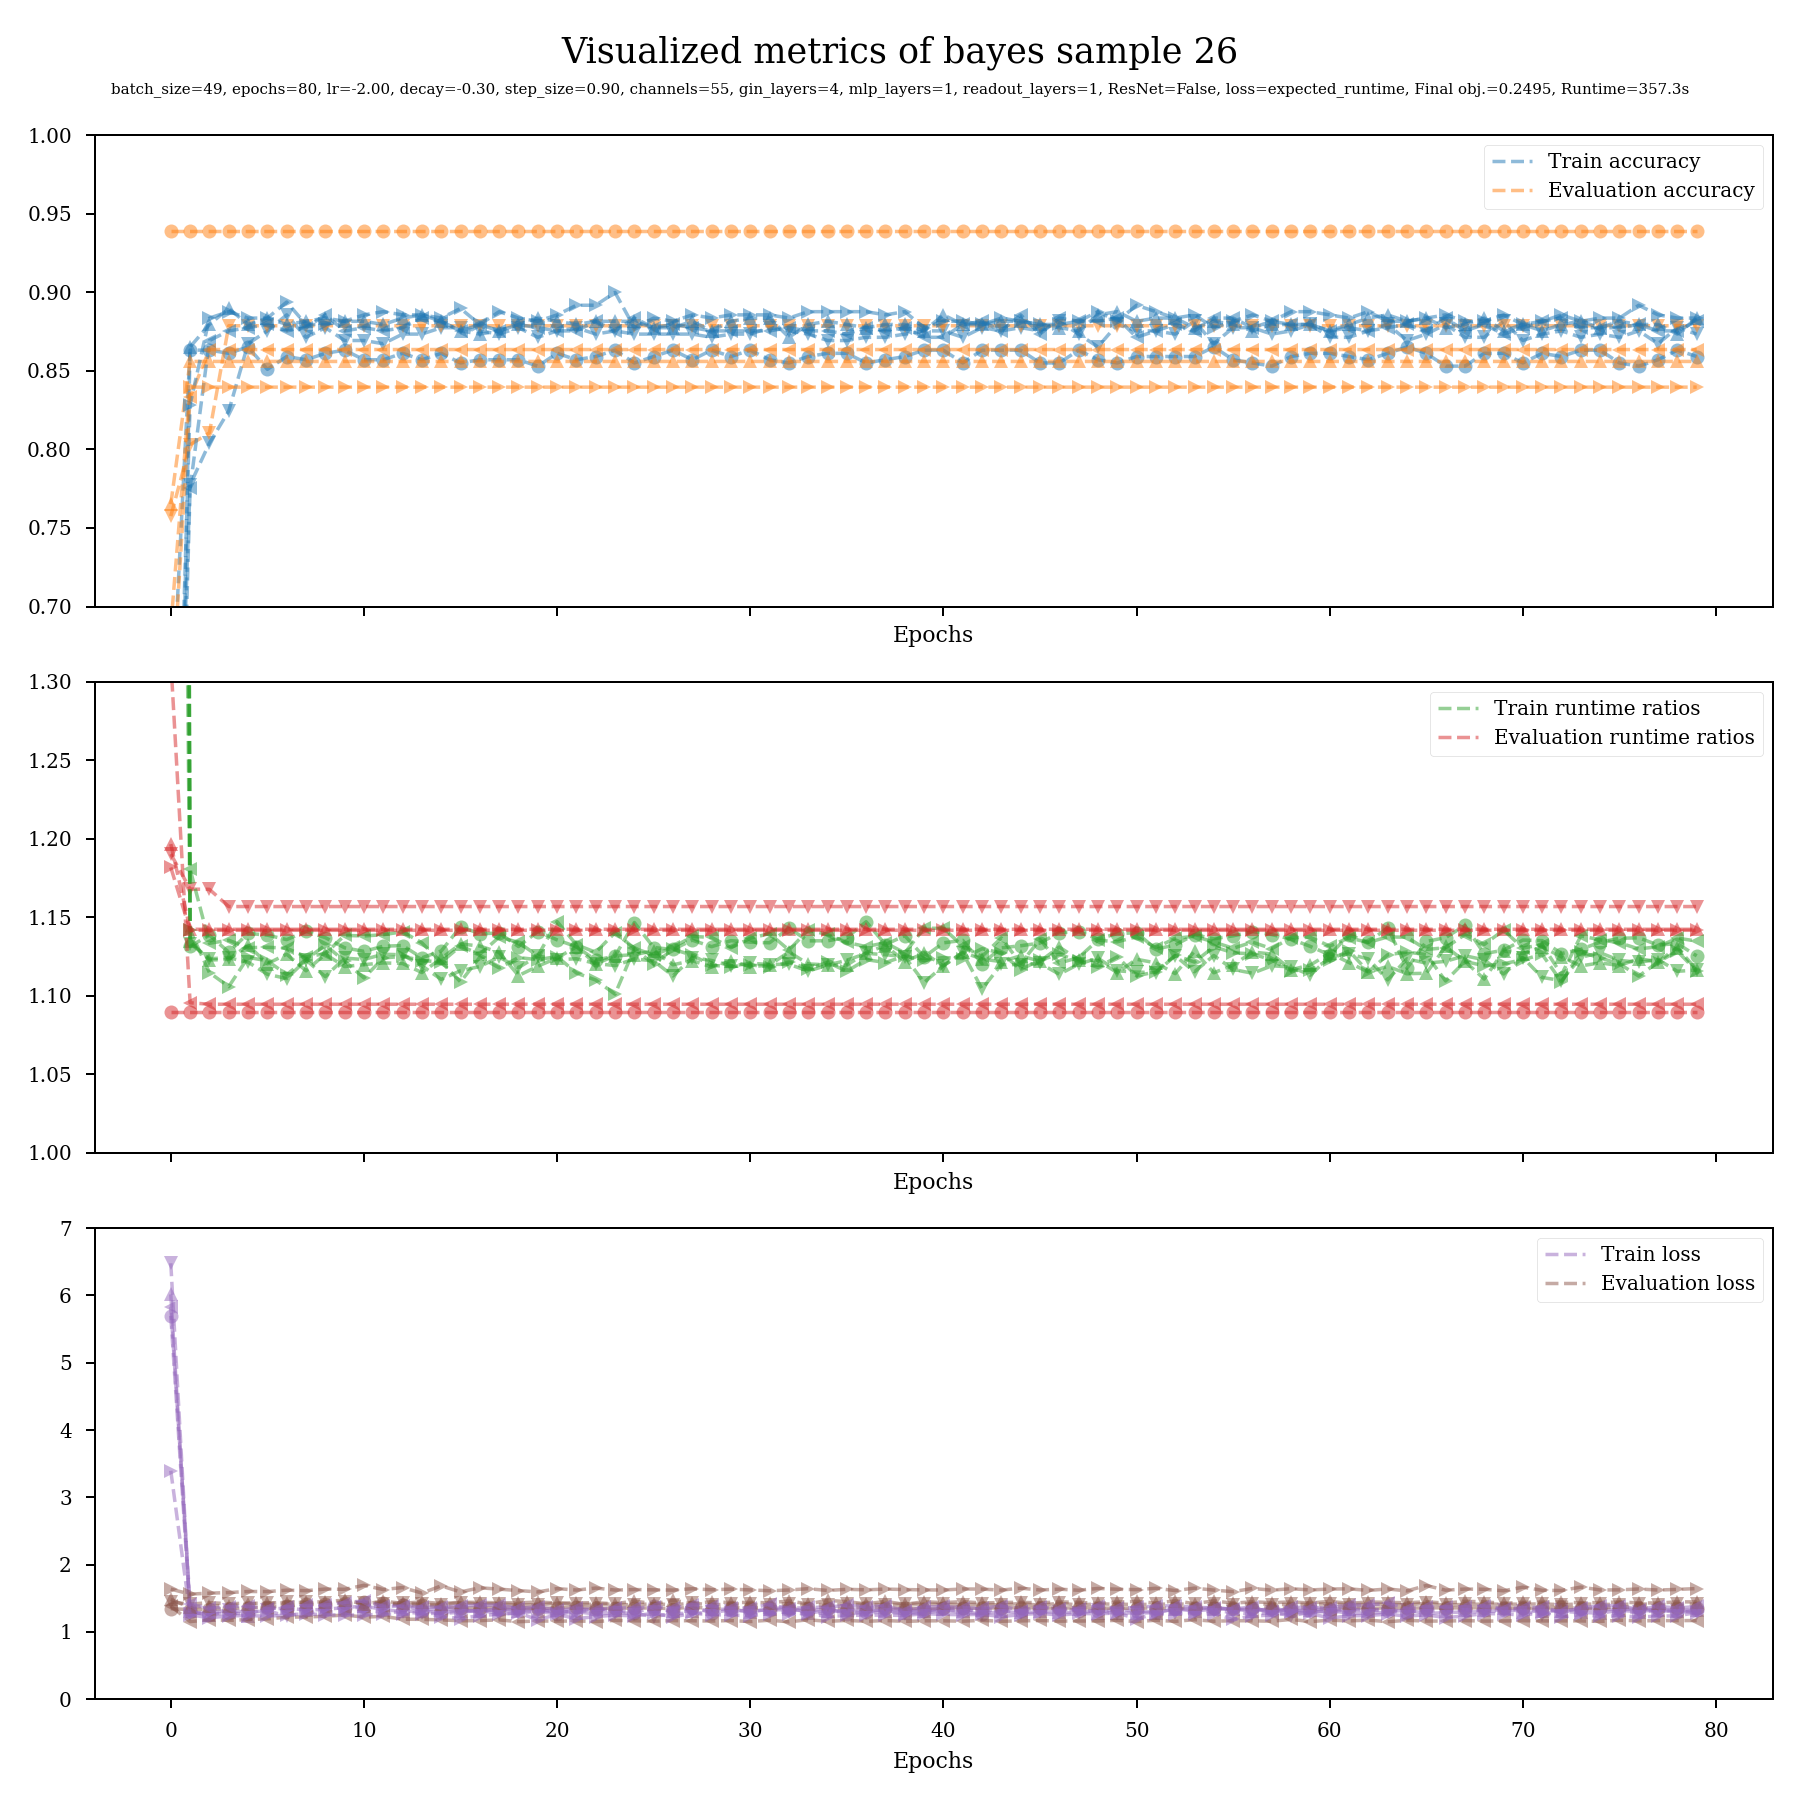 Visualized metrics of bayes sample 26
batch_size=49, epochs=80, lr=-2.00, decay=-0.30, step_size=0.90, channels=55, gin_layers=4, mlp_layers=1, readout_layers=1, ResNet=False, loss=expected_runtime, Final obj.=0.2495, Runtime=357.3s
1.00
0.95
0.90
0.85
0.80
0.75
0.70
Train accuracy
Evaluation accuracy
Epochs
1.30
1.25
1.20
1.15
1.10
1.05
1.00
Train runtime ratios
Evaluation runtime ratios
Epochs
7
6
5
4
3
2
1
0
Train loss
Evaluation loss
0 10 20 30 40 50 60 70 80
Epochs